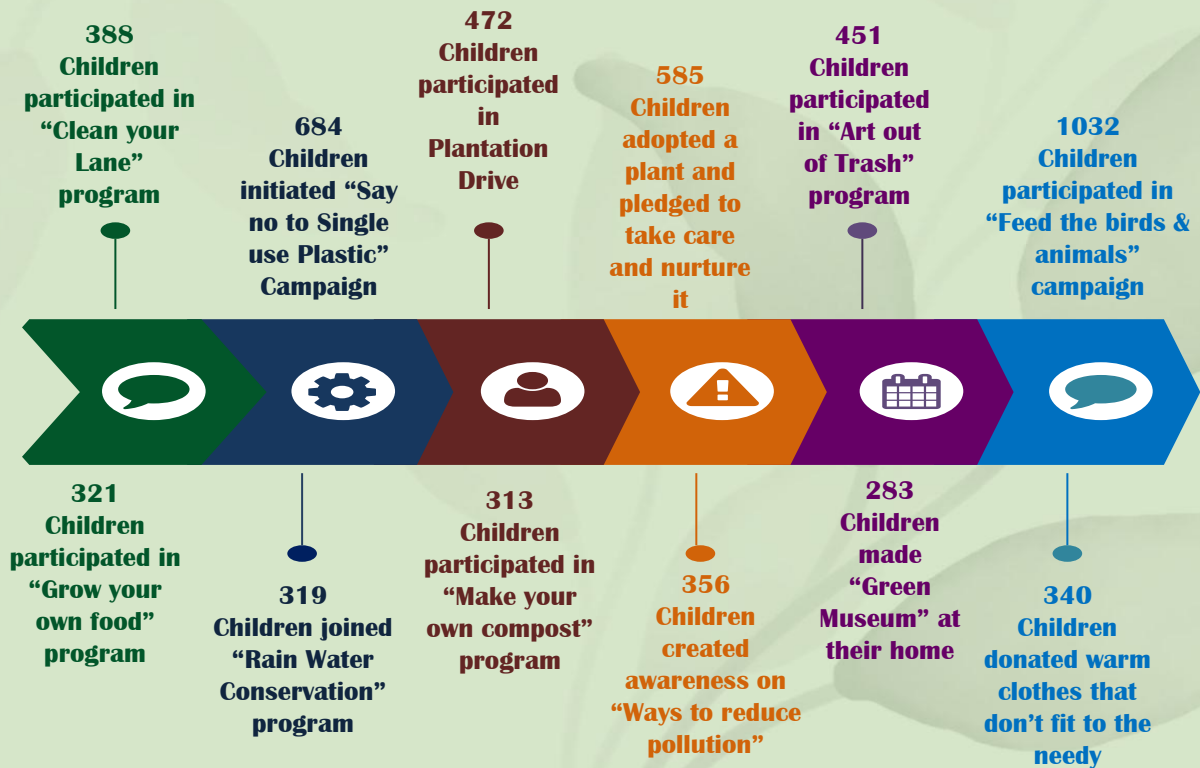 388
Children
participated in
“Clean your
Lane”
program
684
Children
initiated “Say
no to Single
use Plastic”
Campaign
472
Children
participated
in
Plantation
Drive
585
Children
adopted a
plant and
pledged to
take care
and nurture
it
451
Children
participated
in “Art out
of Trash”
program
1032
Children
participated in
“Feed the birds &
animals”
campaign
321
Children
participated in
“Grow your
own food”
program
319
Children joined
“Rain Water
Conservation”
program
313
Children
participated in
“Make your
own compost”
program
356
Children
created
awareness on
“Ways to reduce
pollution”
283
Children
made
“Green
Museum” at
their home
340
Children
donated warm
clothes that
don’t fit to the
needy